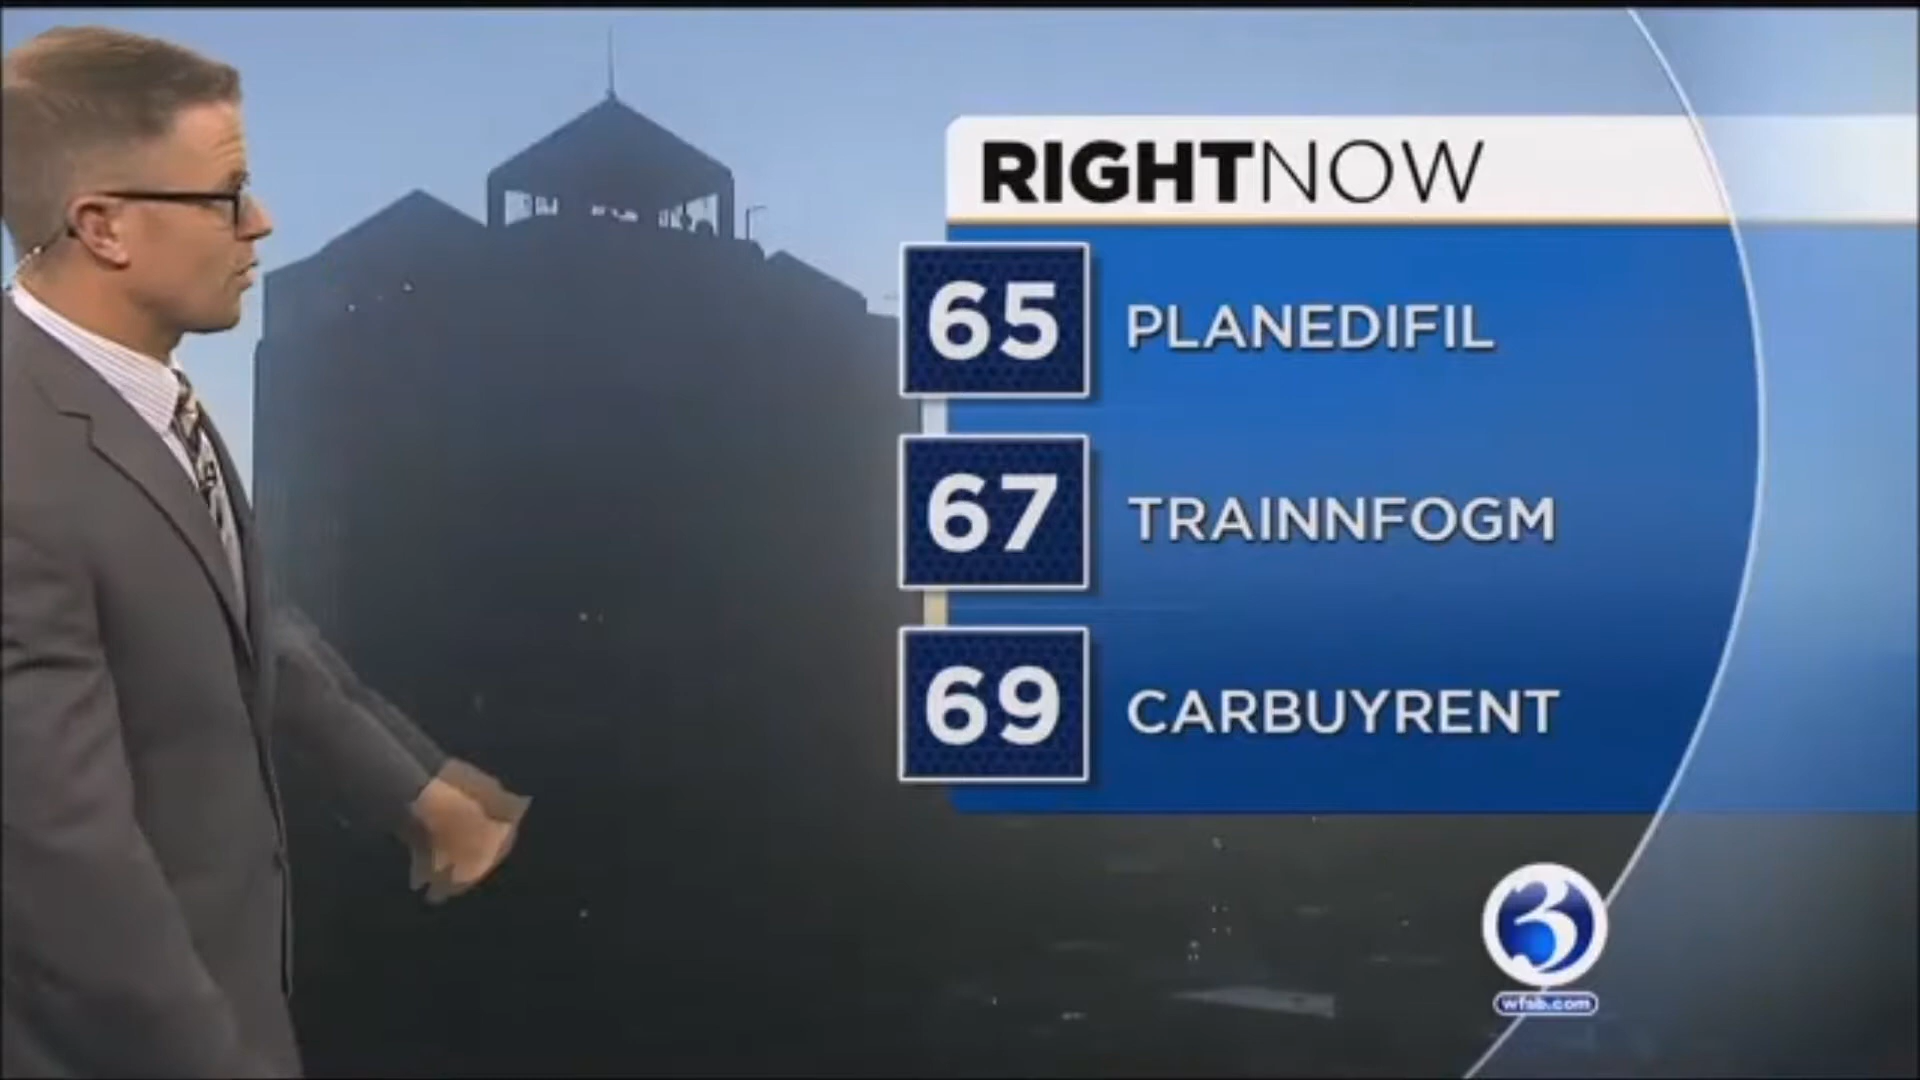 RIGHTNOW
65 PLANEDIFIL
67 TRAINNFOGM
69 CARBUYRENT
3
wfsb.com